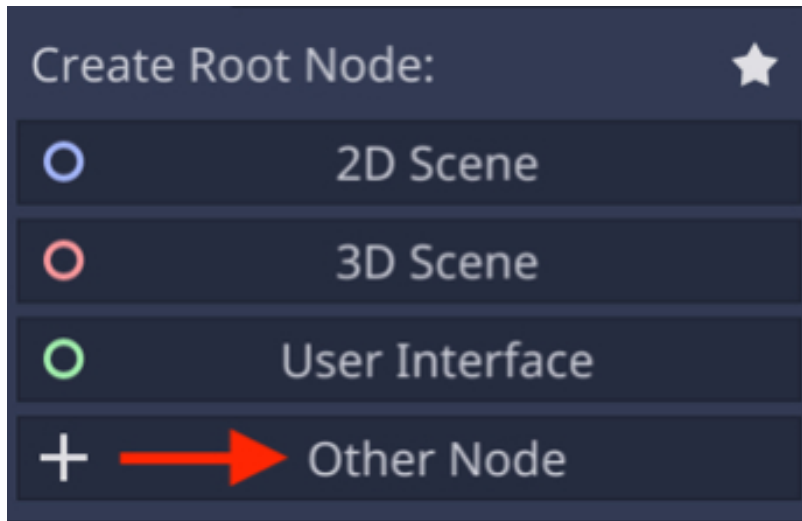 Create Root Node:
2D Scene
3D Scene
User Interface
Other Node